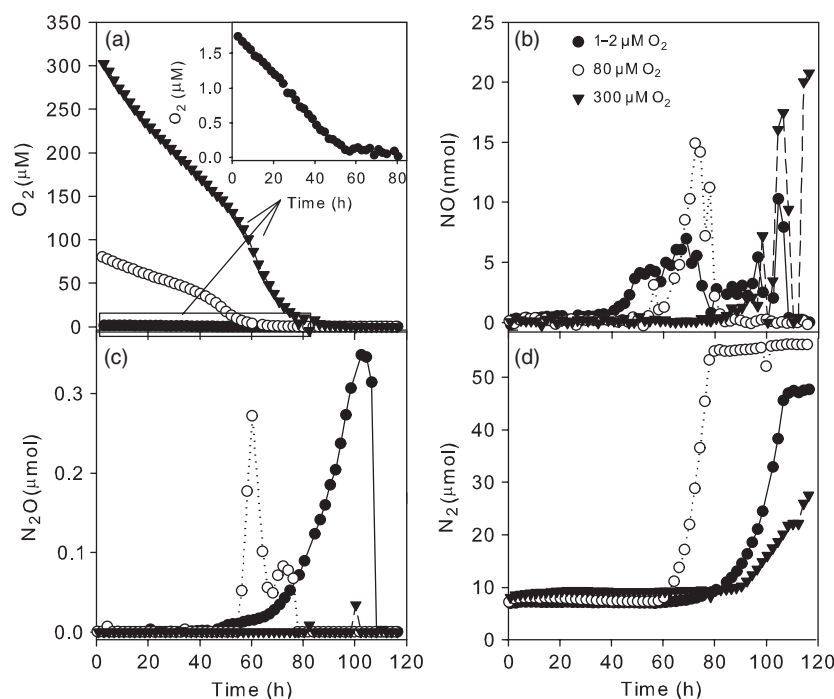 (a)
O2 (μM)
350
300
250
200
150
100
50
0
O2 (μM)
1.5
1.0
0.5
0.0
0 20 40 60 80
Time (h)
(b)
1–2 μM O2
80 μM O2
300 μM O2
NO(nmol)
25
20
15
10
5
0
(c)
N2O(μmol)
0.3
0.2
0.1
0.0
0 20 40 60 80 100 120
Time (h)
(d)
N2(μmol)
50
40
30
20
10
0
0 20 40 60 80 100 120
Time (h)